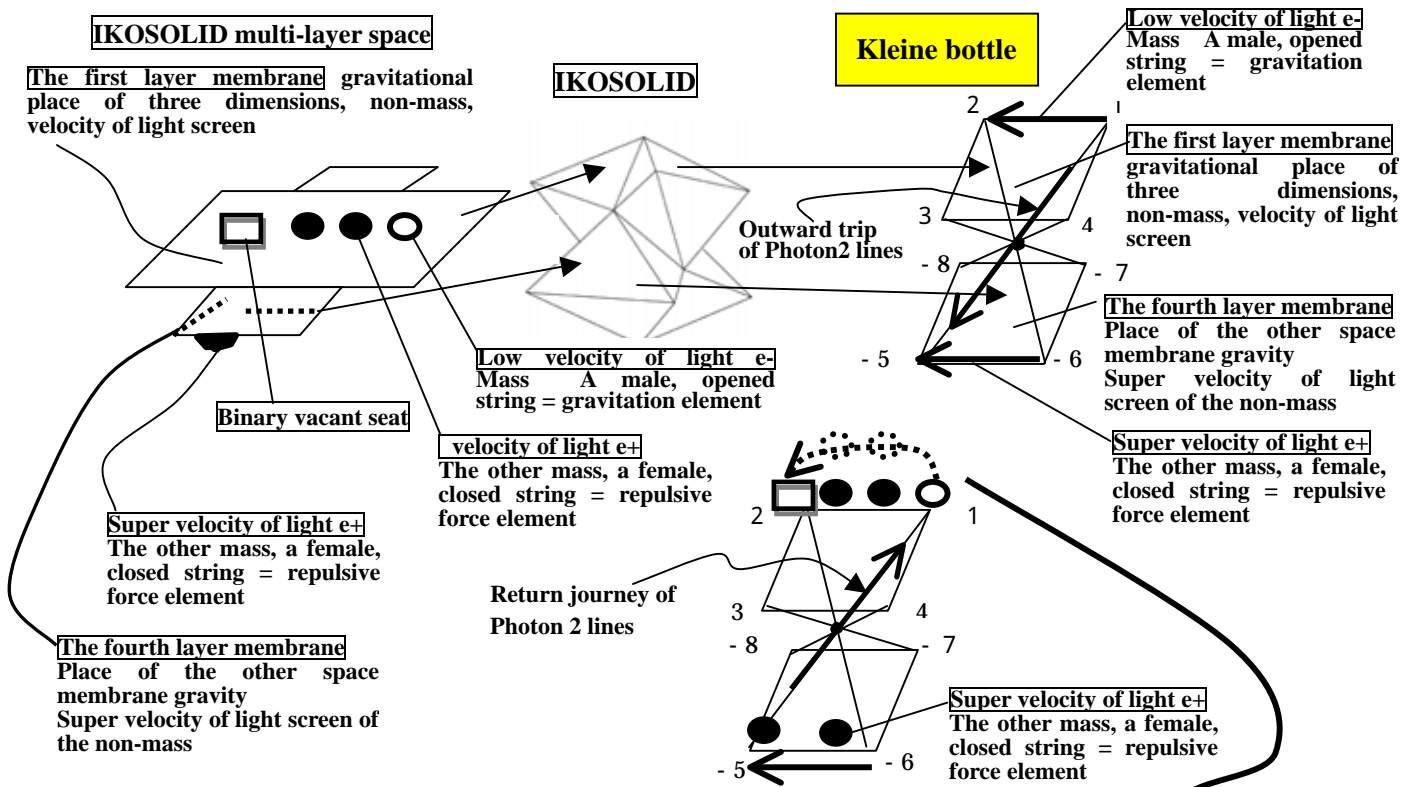 IKOSOLID multi-layer space
The first layer membrane gravitational
place of three dimensions, non-mass,
velocity of light screen
IKOSOLID
Kleine bottle
Low velocity of light e-
Mass A male, opened
string = gravitation
element
2
The first layer membrane
gravitational place of
three dimensions,
non-mass, velocity of light
screen
3
4
Outward trip
of Photon2 lines
- 8
- 7
The fourth layer membrane
Place of the other space
membrane gravity
Super velocity of light
screen of the non-mass
- 5
- 6
Low velocity of light e-
Mass A male, opened
string = gravitation element
Binary vacant seat
velocity of light e+
The other mass, a female,
closed string = repulsive
force element
Super velocity of light e+
The other mass, a female,
closed string = repulsive
force element
Super velocity of light e+
The other mass, a female,
closed string = repulsive
force element
2
1
Return journey of
Photon 2 lines
3
4
- 8
- 7
The fourth layer membrane
Place of the other space
membrane gravity
Super velocity of light screen of
the non-mass
Super velocity of light e+
The other mass, a female,
closed string = repulsive
force element
- 5
- 6